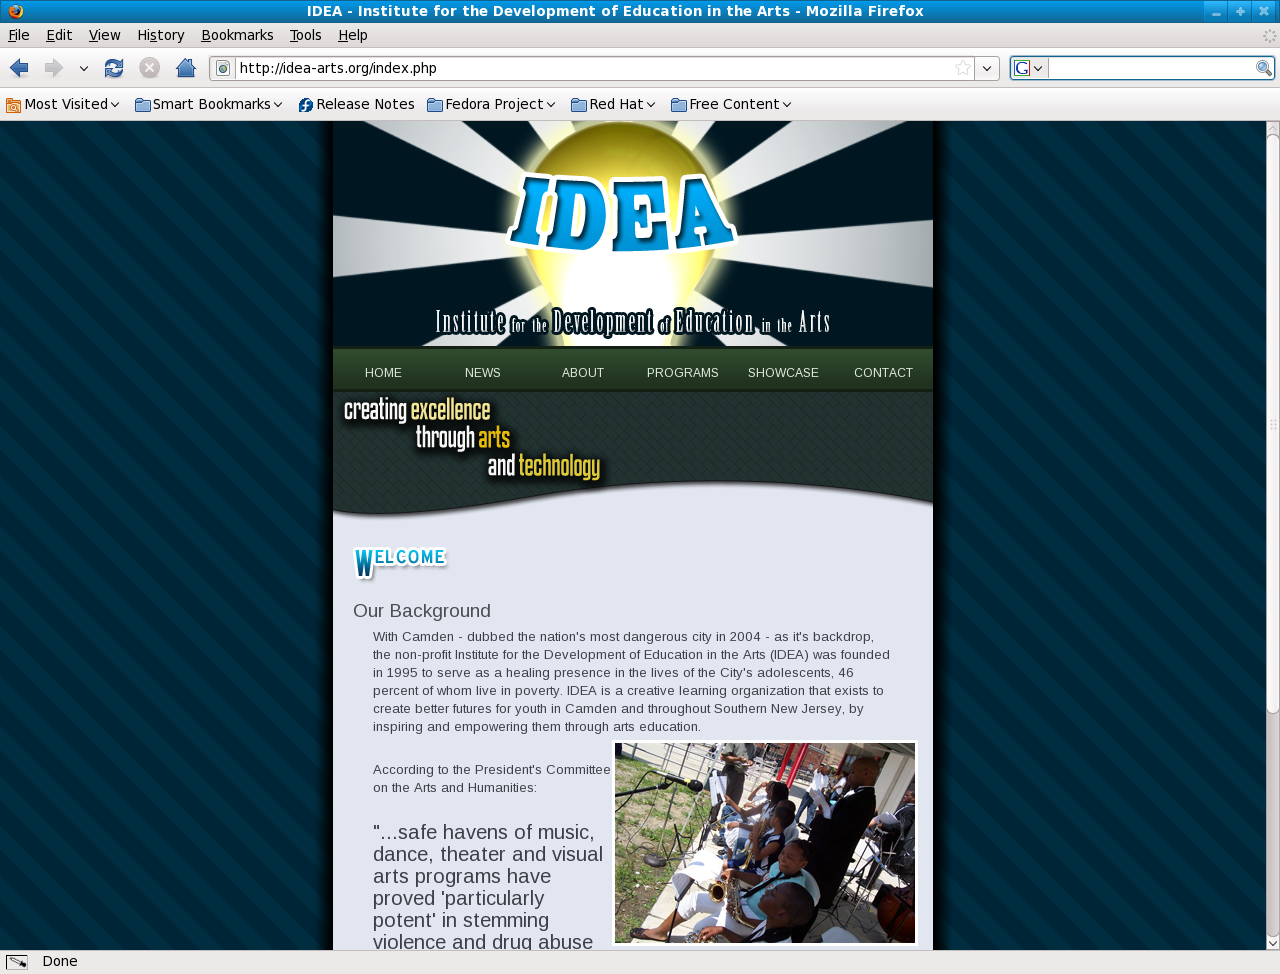 IDEA - Institute for the Development of Education in the Arts - Mozilla Firefox
File Edit View History Bookmarks Tools Help
http://idea-arts.org/index.php
G
Most Visited Smart Bookmarks Release Notes Fedora Project Red Hat Free Content
IDEA
Institute for the Development of Education in the Arts
HOME NEWS ABOUT PROGRAMS SHOWCASE CONTACT
creating excellence
through arts
and technology
WELCOME
Our Background
With Camden - dubbed the nation's most dangerous city in 2004 - as it's backdrop,
the non-profit Institute for the Development of Education in the Arts (IDEA) was founded
in 1995 to serve as a healing presence in the lives of the City's adolescents, 46
percent of whom live in poverty. IDEA is a creative learning organization that exists to
create better futures for youth in Camden and throughout Southern New Jersey, by
inspiring and empowering them through arts education.
According to the President's Committee
on the Arts and Humanities:
"...safe havens of music,
dance, theater and visual
arts programs have
proved 'particularly
potent' in stemming
violence and drug abuse
Done